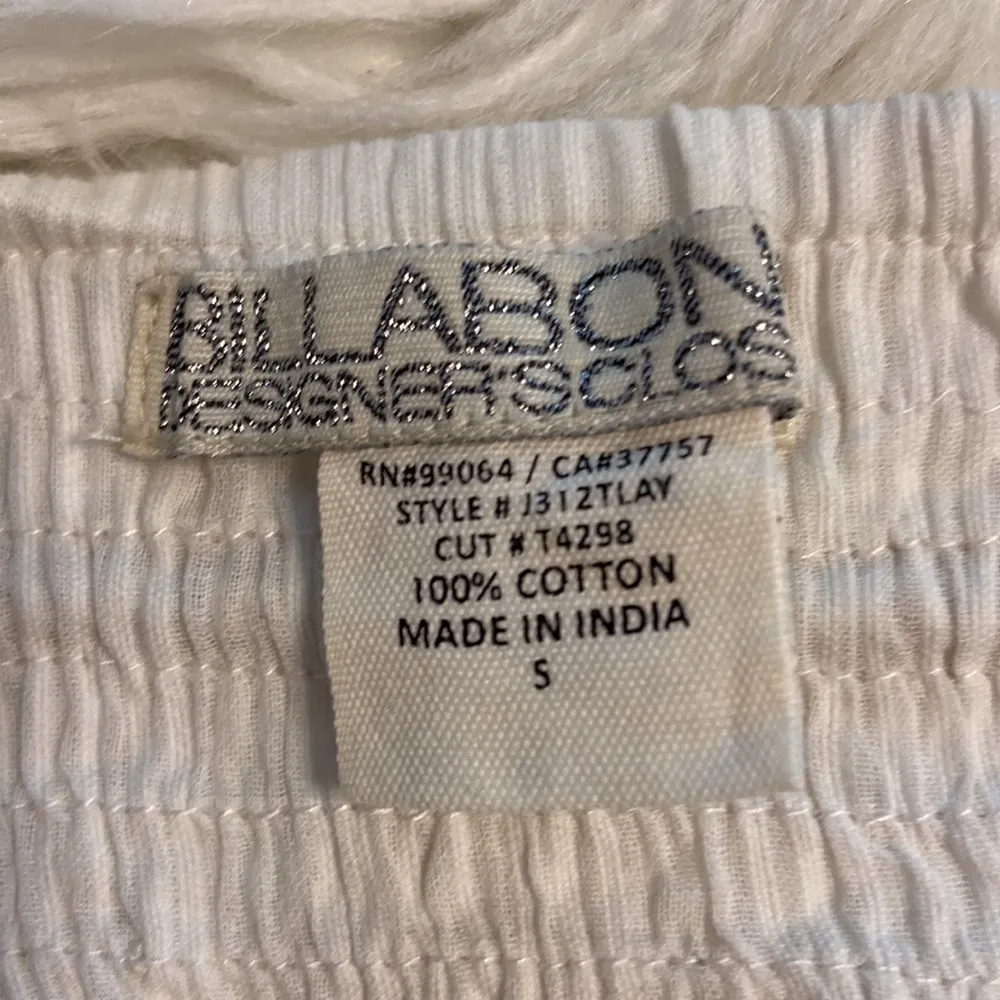 BILLABON
DESIGNER'S CLOS
RN#99064 / CA#37757
STYLE # J312TLAY
CUT # T4298
100% COTTON
MADE IN INDIA
S